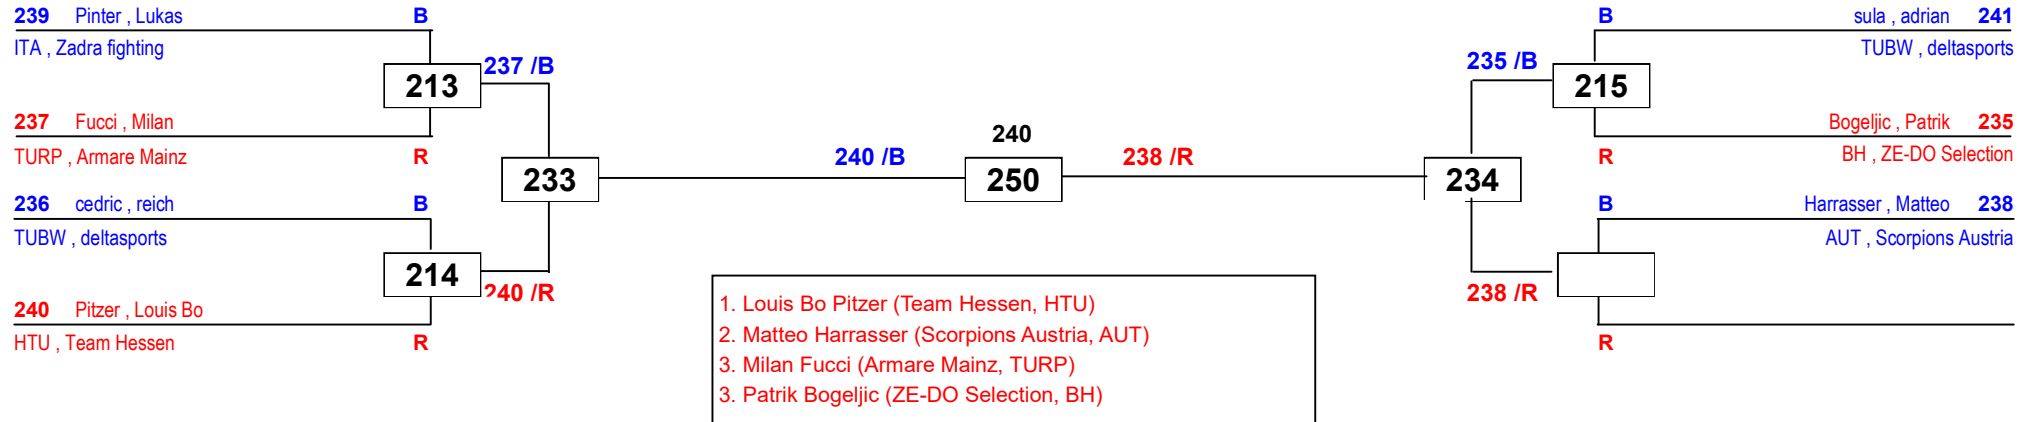 239 Pinter , Lukas B
ITA , Zadra fighting
213
237 /B
237 Fucci , Milan
TURP , Armare Mainz R
233
236 cedric , reich B
TUBW , deltasports
214
240 /R
240 Pitzer , Louis Bo
HTU , Team Hessen R
240 /B
240
250
238 /R
B sula , adrian 241
TUBW , deltasports
235 /B
215
Bogeljic , Patrik 235
R BH , ZE-DO Selection
234
B Harrasser , Matteo 238
AUT , Scorpions Austria
238 /R
R
1. Louis Bo Pitzer (Team Hessen, HTU)
2. Matteo Harrasser (Scorpions Austria, AUT)
3. Milan Fucci (Armare Mainz, TURP)
3. Patrik Bogeljic (ZE-DO Selection, BH)